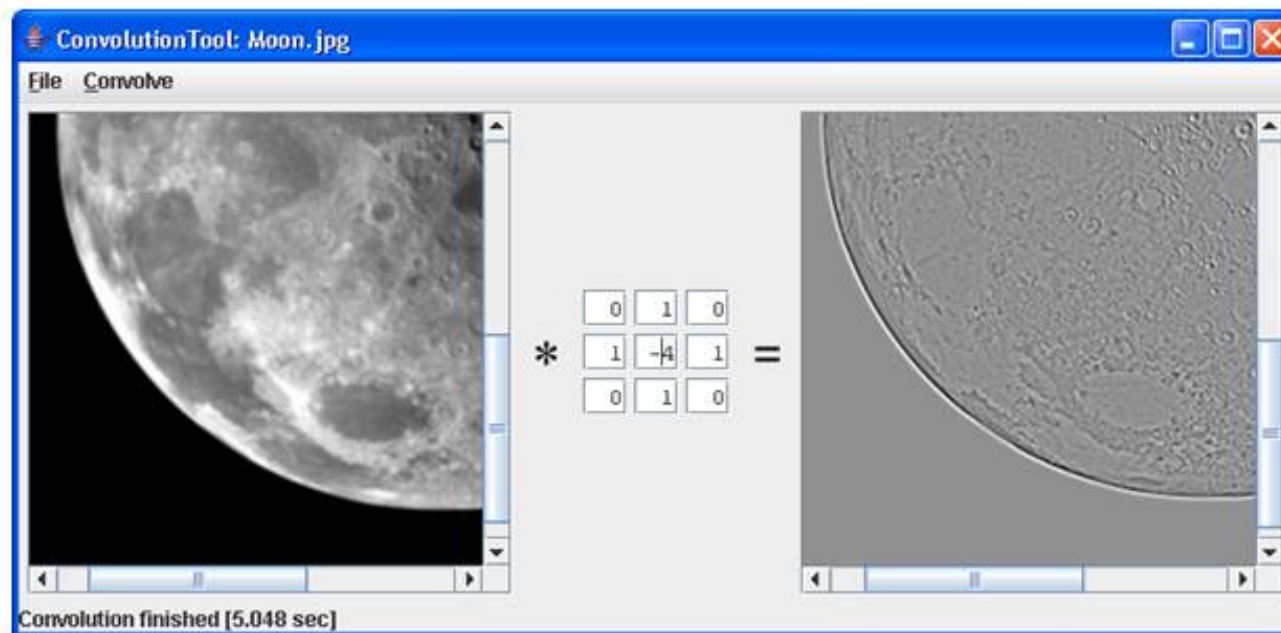 ConvolutionTool: Moon.jpg
File Convolve
0 1 0
* 1 -4 1 =
0 1 0
Convolution finished [5.048 sec]